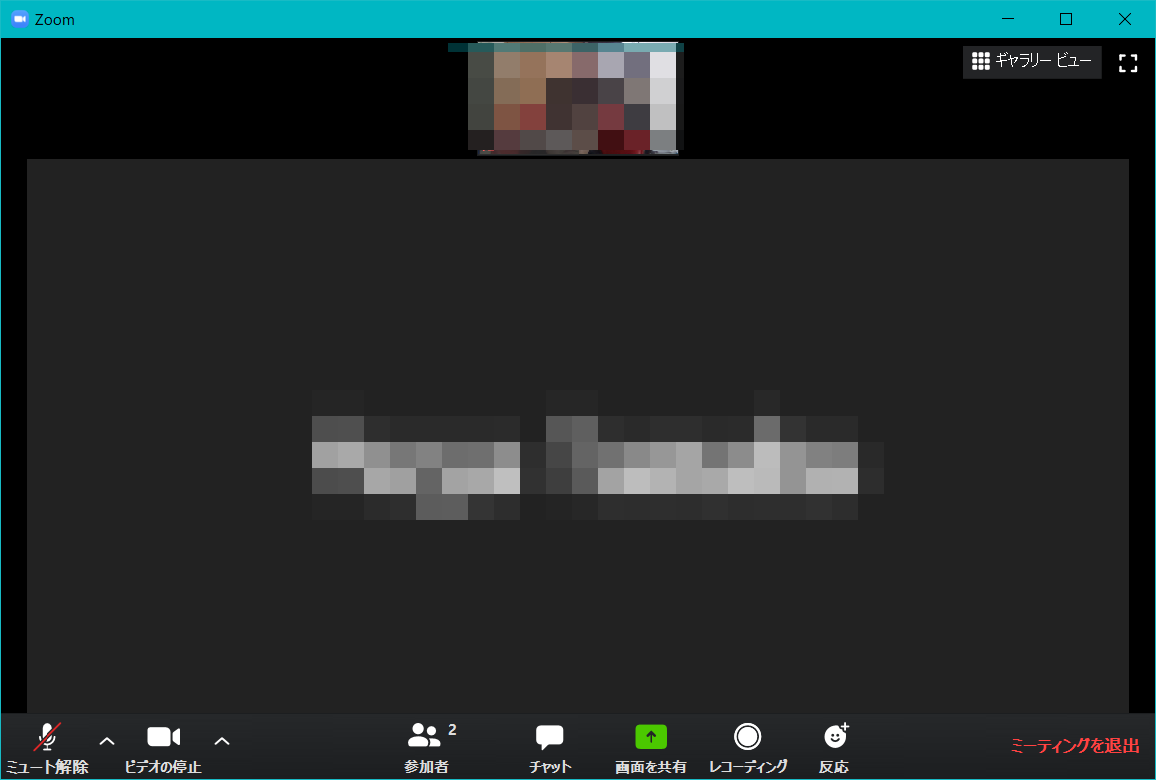 Zoom
ギャラリー ビュー
2
ミュート解除
ビデオの停止
参加者
チャット
画面を共有
レコーディング
反応
ミーティングを退出